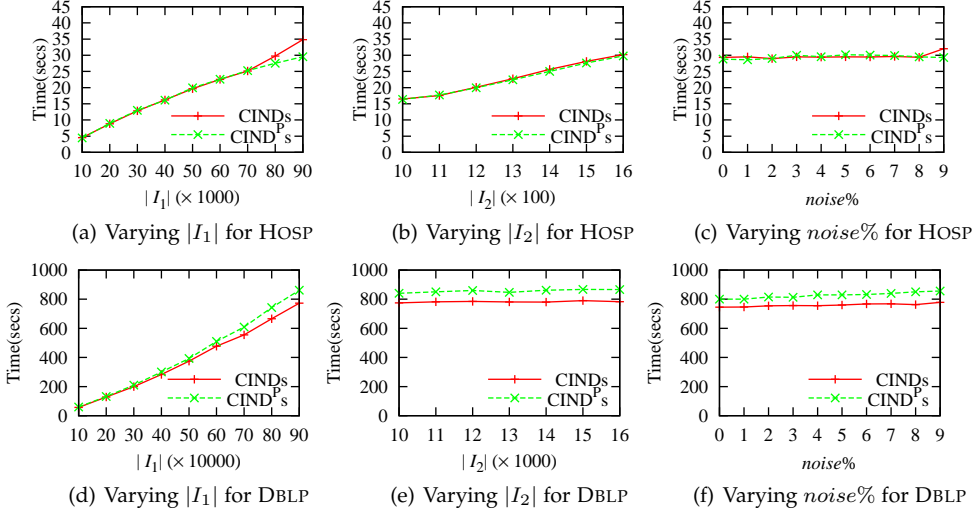 45
40
35
30
25
20
15
10
5
0
Time(secs)
CINDs
CIND^Ps
10 20 30 40 50 60 70 80 90
| I_1| (× 1000)
(a) Varying |I_1| for HOSP
45
40
35
30
25
20
15
10
5
0
Time(secs)
CINDs
CIND^Ps
10 11 12 13 14 15 16
| I_2| (× 100)
(b) Varying |I_2| for HOSP
45
40
35
30
25
20
15
10
5
0
Time(secs)
CINDs
CIND^Ps
0 1 2 3 4 5 6 7 8 9
noise%
(c) Varying noise% for HOSP
1000
800
600
400
200
0
Time(secs)
CINDs
CIND^Ps
10 20 30 40 50 60 70 80 90
| I_1| (× 10000)
(d) Varying |I_1| for DBLP
1000
800
600
400
200
0
Time(secs)
CINDs
CIND^Ps
10 11 12 13 14 15 16
| I_2| (× 1000)
(e) Varying |I_2| for DBLP
1000
800
600
400
200
0
Time(secs)
CINDs
CIND^Ps
0 1 2 3 4 5 6 7 8 9
noise%
(f) Varying noise% for DBLP